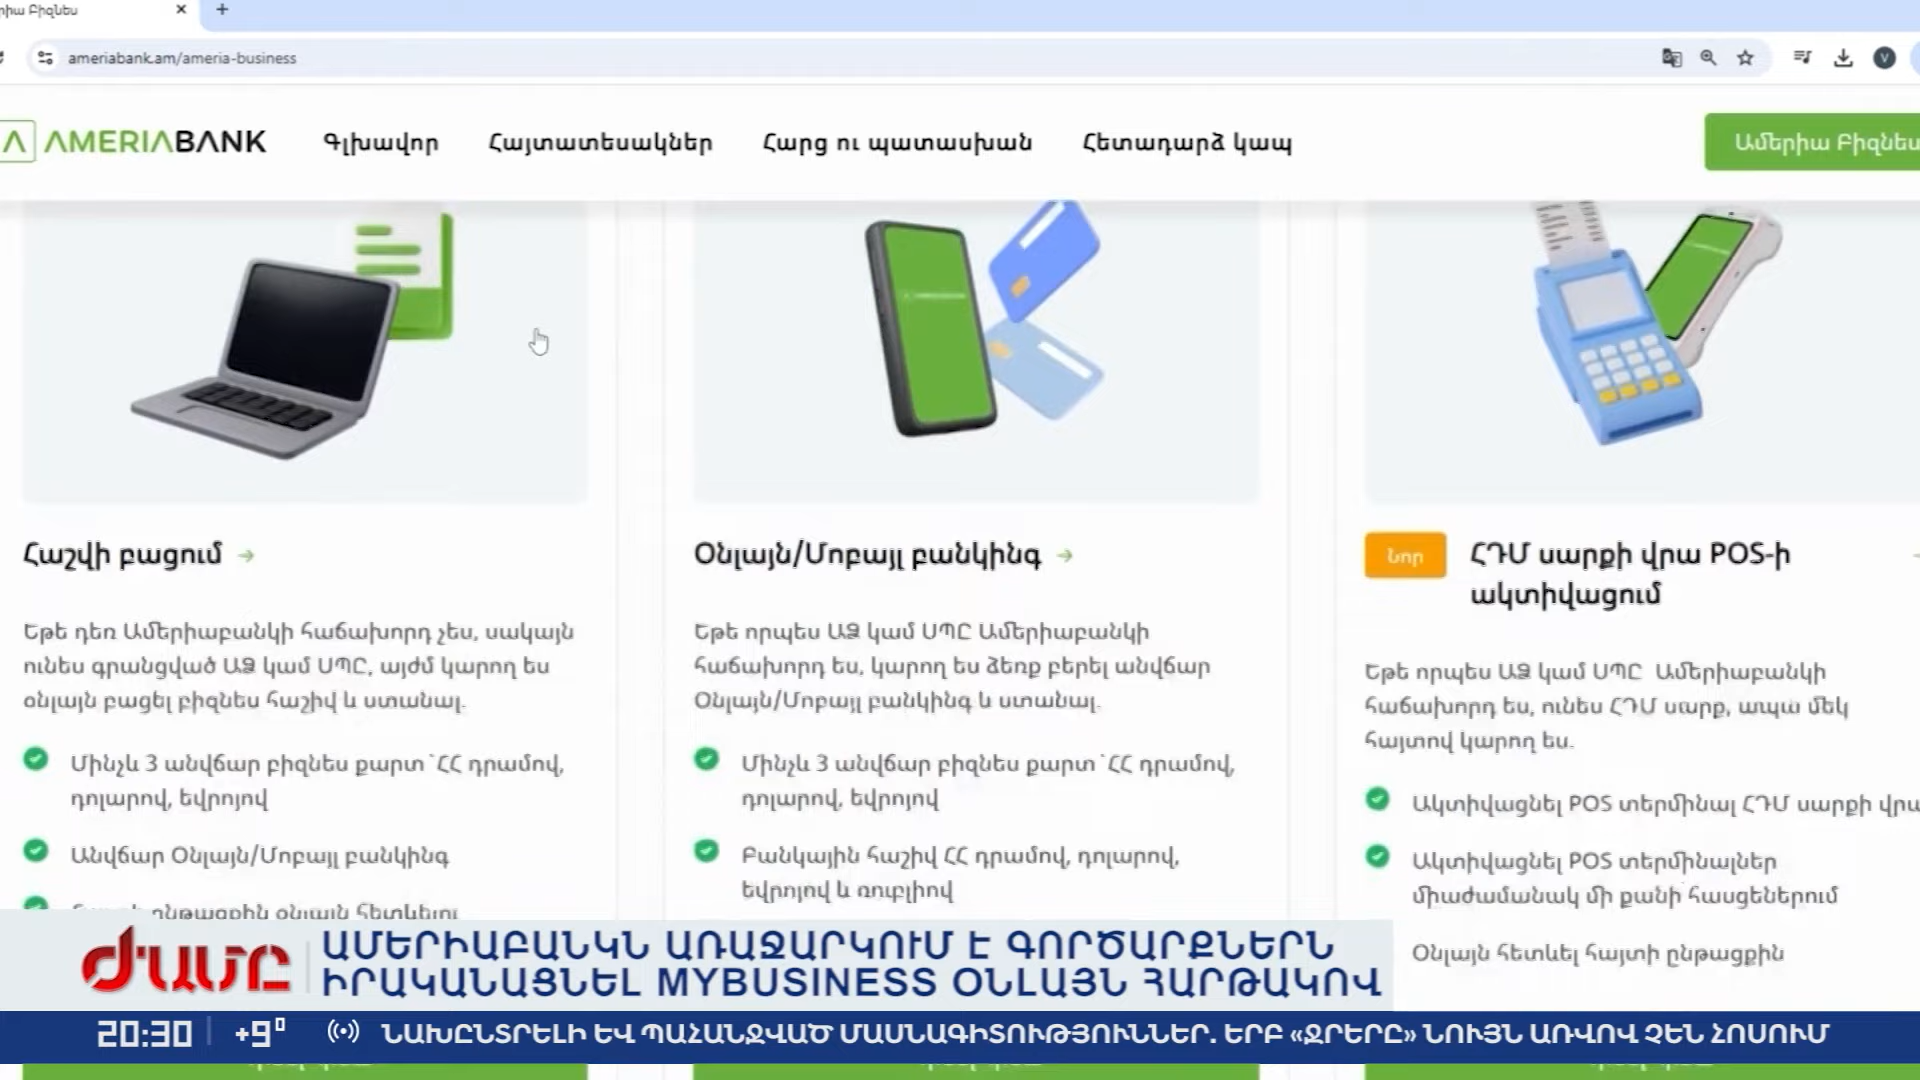 ameriabank.am/ameria-business
V
AMERIABANK
Գլխավոր
Հայտատեսակներ
Հարց ու պատասխան
Հետադարձ կապ
Ամերիա Բիզնես
Հաշվի բացում
Եթե դեռ Ամերիաբանկի հաճախորդ չես, սակայն
ունես գրանցված ԱՁ կամ ՍՊԸ, այժմ կարող ես
օնլայն բացել բիզնես հաշիվ և ստանալ.
Մինչև 3 անվճար բիզնես քարտ՝ ՀՀ դրամով,
դոլարով, եվրոյով
Անվճար Օնլայն/Մոբայլ բանկինգ
ընթացքին օնլայն հետևելու
Օնլայն/Մոբայլ բանկինգ
Եթե որպես ԱՁ կամ ՍՊԸ Ամերիաբանկի
հաճախորդ ես, կարող ես ձեռք բերել անվճար
Օնլայն/Մոբայլ բանկինգ և ստանալ.
Մինչև 3 անվճար բիզնես քարտ՝ ՀՀ դրամով,
դոլարով, եվրոյով
Բանկային հաշիվ ՀՀ դրամով, դոլարով,
եվրոյով և ռուբլիով
Նոր
ՀԴՄ սարքի վրա POS-ի
ակտիվացում
Եթե որպես ԱՁ կամ ՍՊԸ Ամերիաբանկի
հաճախորդ ես, ունես ՀԴՄ սարք, ապա մեկ
հայտով կարող ես.
Ակտիվացնել POS տերմինալ ՀԴՄ սարքի վրա
Ակտիվացնել POS տերմինալներ
միաժամանակ մի քանի հասցեներում
Օնլայն հետևել հայտի ընթացքին
ԺԱՄԸ
ԱՄԵՐԻԱԲԱՆԿՆ ԱՌԱՋԱՐԿՈՒՄ Է ԳՈՐԾԱՐՔՆԵՐՆ
ԻՐԱԿԱՆԱՑՆԵԼ MYBUSINESS ՕՆԼԱՅՆ ՀԱՐԹԱԿՈՎ
20:30 +9⁰ ՆԱԽԸՆՏՐԵԼԻ ԵՎ ՊԱՀԱՆՋՎԱԾ ՄԱՍՆԱԳԻՏՈՒԹՅՈՒՆՆԵՐ. ԵՐԲ «ՋՐԵՐԸ» ՆՈՒՅՆ ԱՌՎՈՎ ՉԵՆ ՀՈՍՈՒՄ